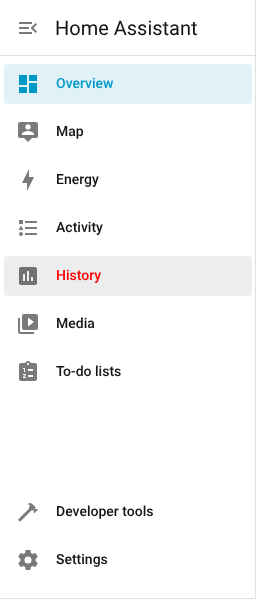 Home Assistant
Overview
Map
Energy
Activity
History
Media
To-do lists
Developer tools
Settings